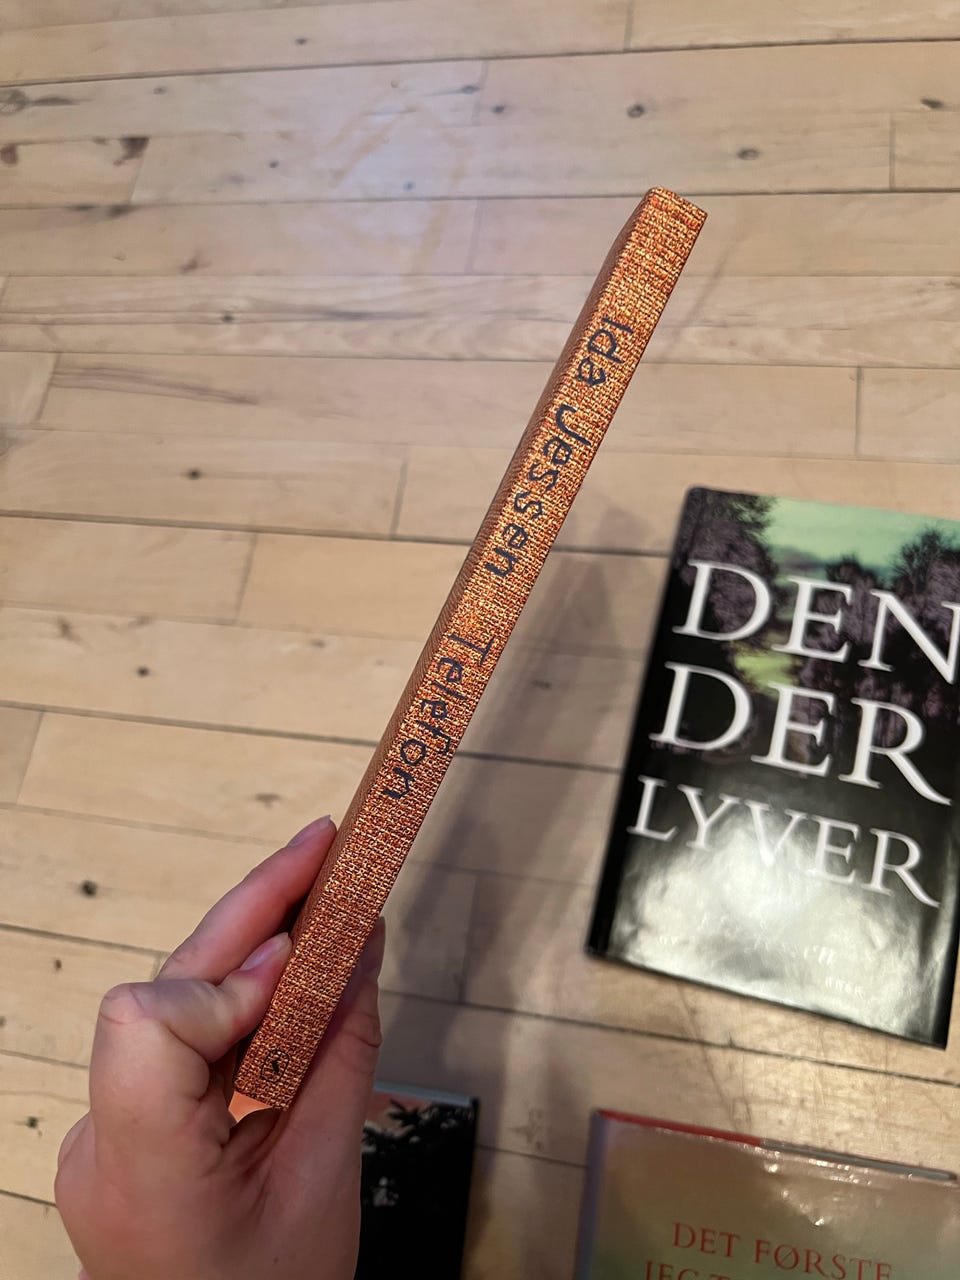 Ida Jessen Telefon
S
DEN
DER
LYVER
DET FØRSTE